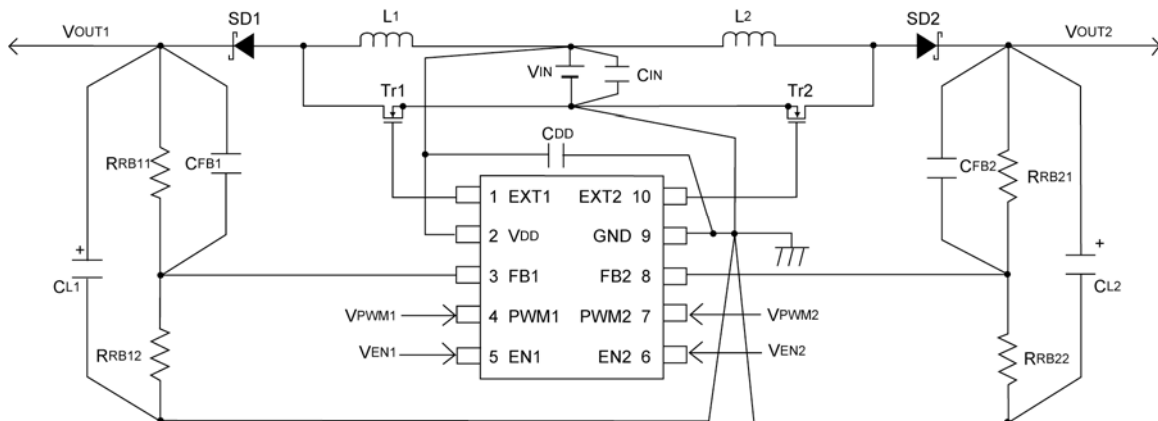 L1
L2
SD1
SD2
VOUT1
VOUT2
VIN
CIN
Tr1
Tr2
CDD
RRB11
CFB1
CFB2
RRB21
1 EXT1
EXT2 10
2 VDD
GND 9
3 FB1
FB2 8
+
CL1
+
CL2
VPWM1
4 PWM1
PWM2 7
VPWM2
VEN1
5 EN1
EN2 6
VEN2
RRB12
RRB22